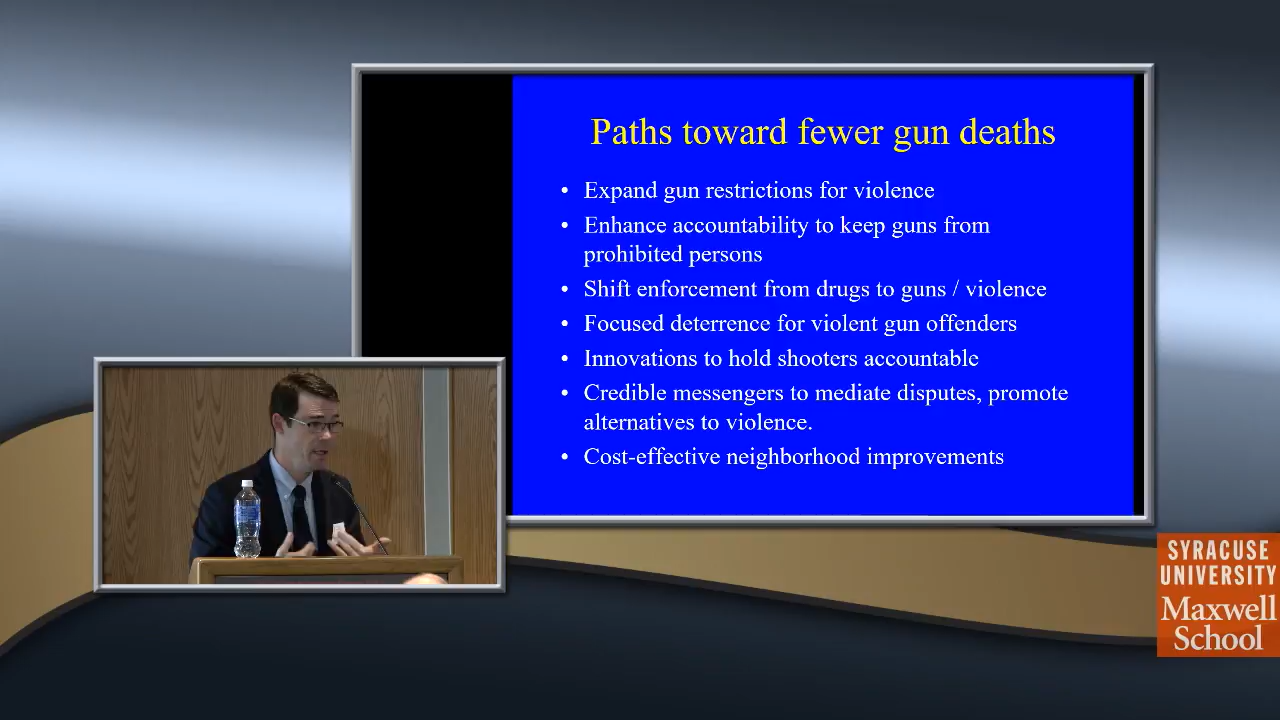 Paths toward fewer gun deaths
• Expand gun restrictions for violence
• Enhance accountability to keep guns from
prohibited persons
• Shift enforcement from drugs to guns / violence
• Focused deterrence for violent gun offenders
• Innovations to hold shooters accountable
• Credible messengers to mediate disputes, promote
alternatives to violence.
• Cost-effective neighborhood improvements
SYRACUSE
UNIVERSITY
Maxwell
School